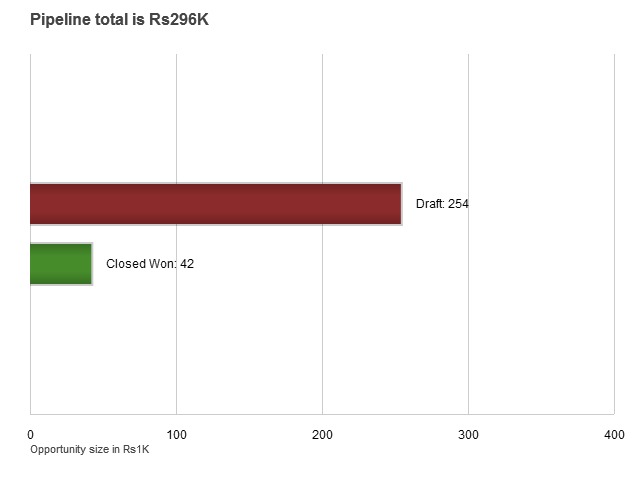 Pipeline total is Rs296K
Draft: 254
Closed Won: 42
0 100 200 300 400
Opportunity size in Rs1K